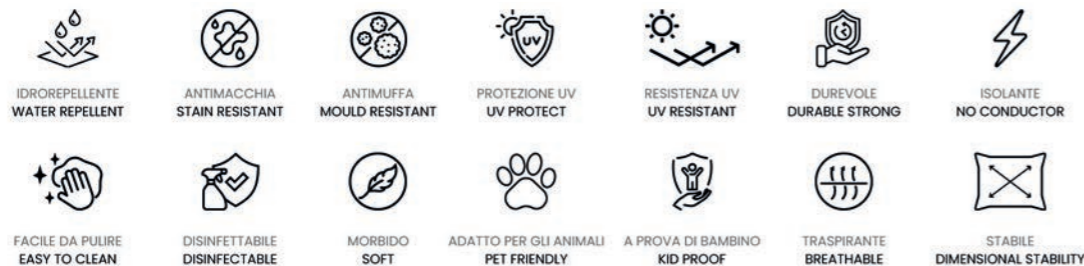 UV
IDROREPELLENTE
WATER REPELLENT
ANTIMACCHIA
STAIN RESISTANT
ANTIMUFFA
MOULD RESISTANT
PROTEZIONE UV
UV PROTECT
RESISTENZA UV
UV RESISTANT
DUREVOLE
DURABLE STRONG
ISOLANTE
NO CONDUCTOR
FACILE DA PULIRE
EASY TO CLEAN
DISINFETTABILE
DISINFECTABLE
MORBIDO
SOFT
ADATTO PER GLI ANIMALI
PET FRIENDLY
A PROVA DI BAMBINO
KID PROOF
TRASPIRANTE
BREATHABLE
STABILE
DIMENSIONAL STABILITY